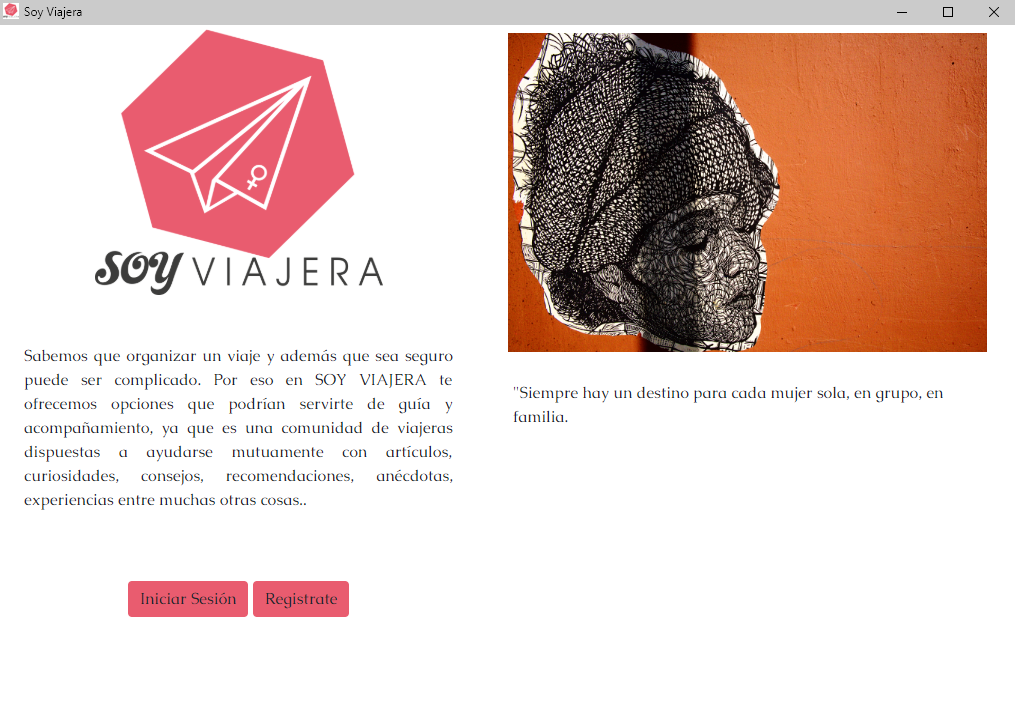 Soy Viajera
SOY VIAJERA
Sabemos que organizar un viaje y además que sea seguro
puede ser complicado. Por eso en SOY VIAJERA te
ofrecemos opciones que podrían servirte de guía y
acompañamiento, ya que es una comunidad de viajeras
dispuestas a ayudarse mutuamente con artículos,
curiosidades, consejos, recomendaciones, anécdotas,
experiencias entre muchas otras cosas..
Iniciar Sesión
Registrate
"Siempre hay un destino para cada mujer sola, en grupo, en
familia.